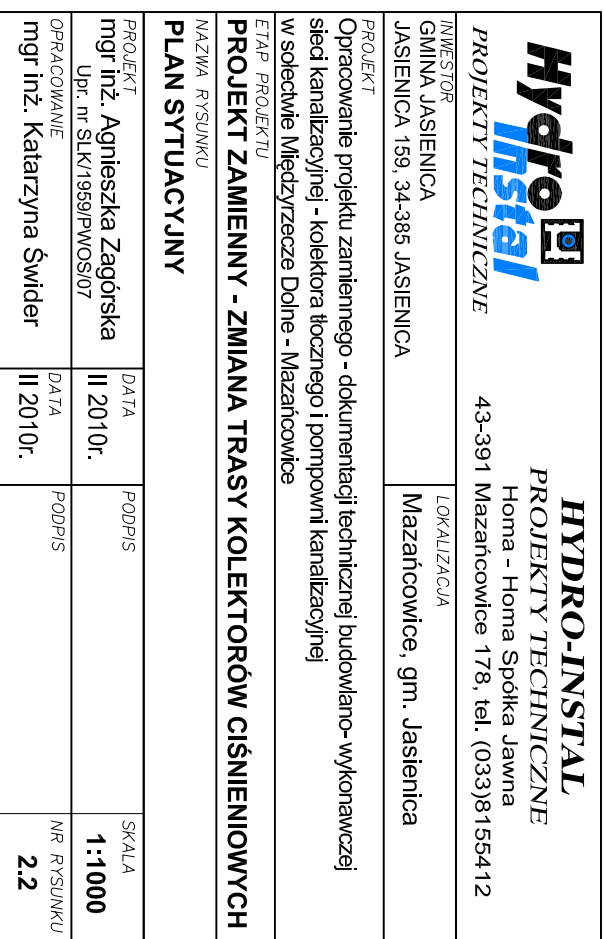 Hydro
instal
PROJEKTY TECHNICZNE
HYDRO-INSTAL
PROJEKTY TECHNICZNE
Homa - Homa Spółka Jawna
43-391 Mazańcowice 178, tel. (033)8155412
INWESTOR
GMINA JASIENICA
JASIENICA 159, 34-385 JASIENICA
LOKALIZACJA
Mazańcowice, gm. Jasienica
PROJEKT
Opracowanie projektu zamiennego - dokumentacji technicznej budowlano- wykonawczej
sieci kanalizacyjnej - kolektora tłocznego i pompowni kanalizacyjnej
w sołectwie Międzyrzecze Dolne - Mazańcowice
ETAP PROJEKTU
PROJEKT ZAMIENNY - ZMIANA TRASY KOLEKTORÓW CIŚNIENIOWYCH
NAZWA RYSUNKU
PLAN SYTUACYJNY
PROJEKT
mgr inż. Agnieszka Zagórska
Upr. nr SLK/1959/PWOS/07
DATA
II 2010r.
PODPIS
SKALA
1:1000
OPRACOWANIE
mgr inż. Katarzyna Świder
DATA
II 2010r.
PODPIS
NR RYSUNKU
2.2